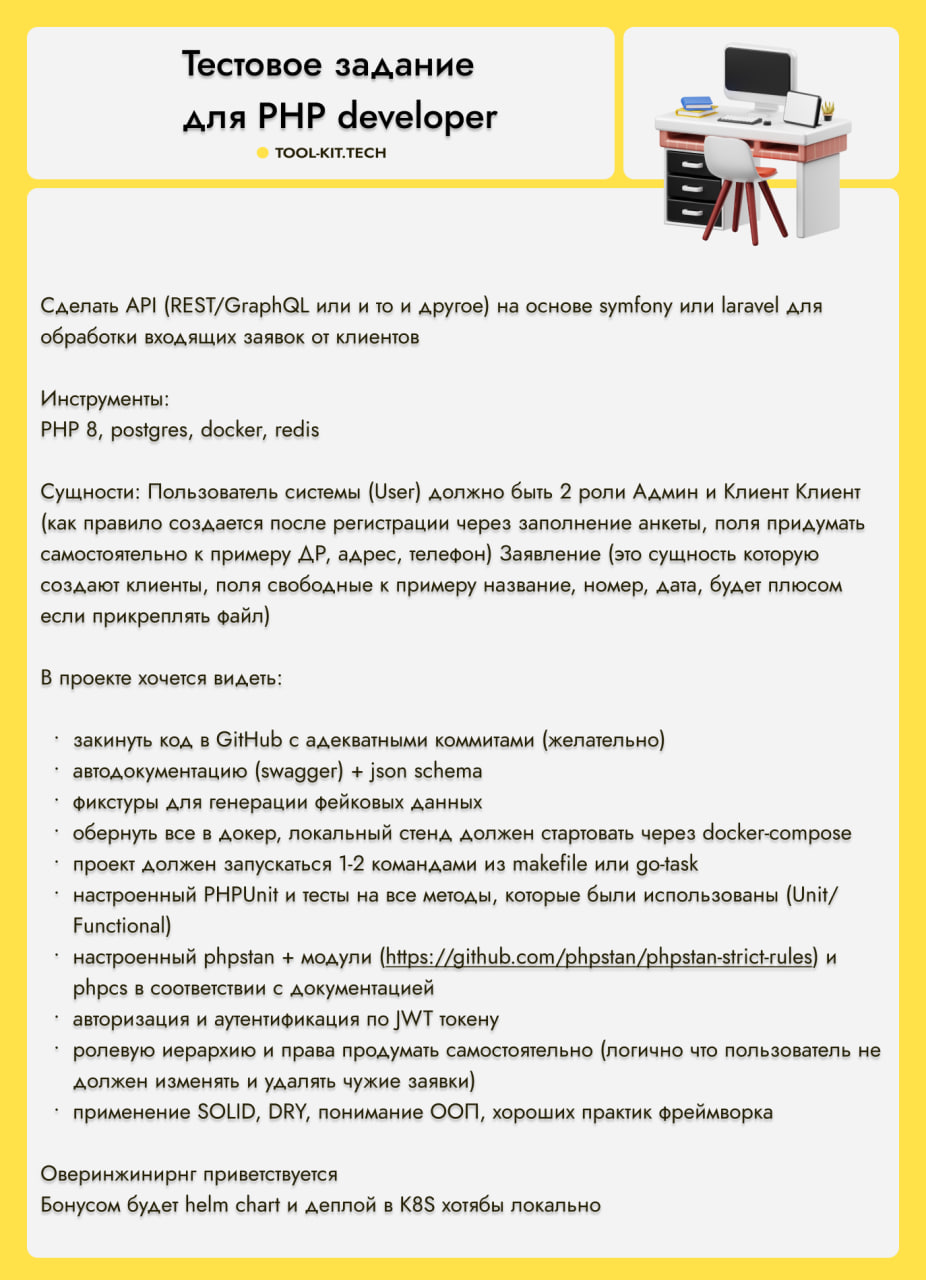 Тестовое задание
для PHP developer
TOOL-KIT.TECH
Сделать API (REST/GraphQL или и то и другое) на основе symfony или laravel для
обработки входящих заявок от клиентов
Инструменты:
PHP 8, postgres, docker, redis
Сущности: Пользователь системы (User) должно быть 2 роли Админ и Клиент Клиент
(как правило создается после регистрации через заполнение анкеты, поля придумать
самостоятельно к примеру ДР, адрес, телефон) Заявление (это сущность которую
создают клиенты, поля свободные к примеру название, номер, дата, будет плюсом
если прикреплять файл)
В проекте хочется видеть:
· закинуть код в GitHub с адекватными коммитами (желательно)
· автодокументацию (swagger) + json schema
· фикстуры для генерации фейковых данных
· обернуть все в докер, локальный стенд должен стартовать через docker-compose
· проект должен запускаться 1-2 командами из makefile или go-task
· настроенный PHPUnit и тесты на все методы, которые были использованы (Unit/
Functional)
· настроенный phpstan + модули (https://github.com/phpstan/phpstan-strict-rules) и
phpcs в соответствии с документацией
· авторизация и аутентификация по JWT токену
· ролевую иерархию и права продумать самостоятельно (логично что пользователь не
должен изменять и удалять чужие заявки)
· применение SOLID, DRY, понимание ООП, хороших практик фреймворка
Оверинжинирнг приветствуется
Бонусом будет helm chart и деплой в K8S хотябы локально